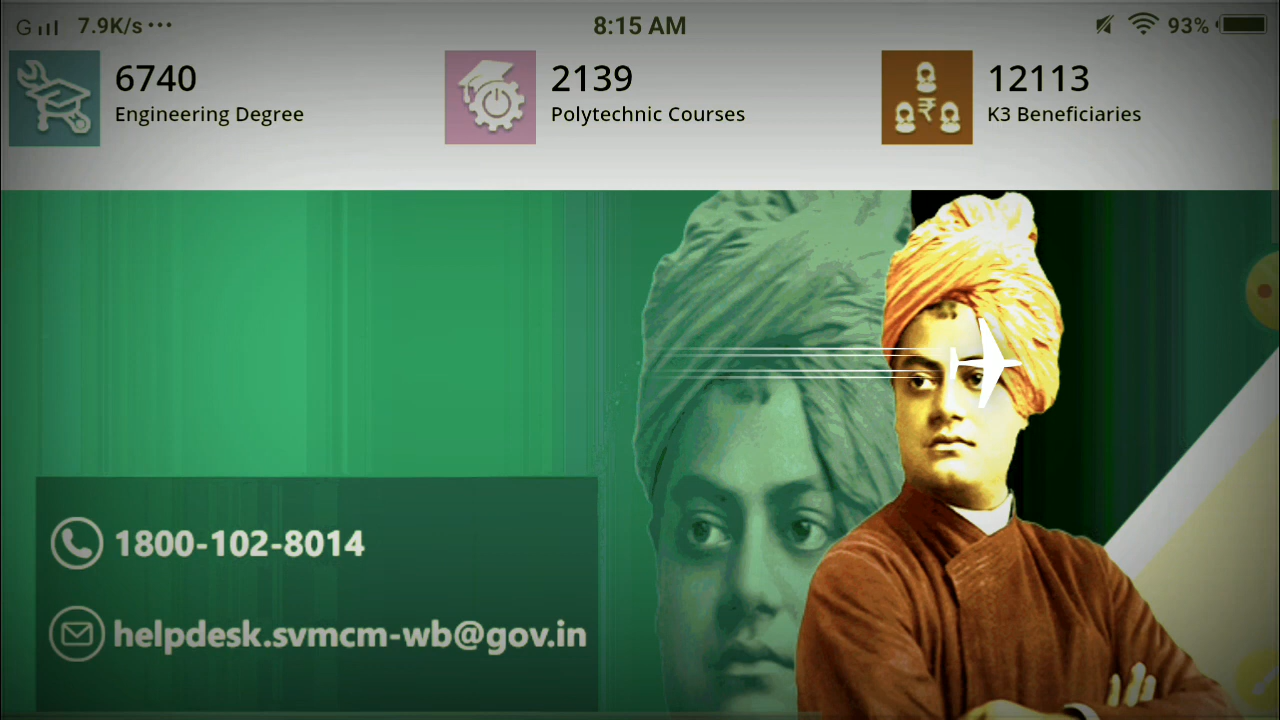 G 7.9K/s ... 8:15 AM 93%
6740 2139 12113
Engineering Degree Polytechnic Courses K3 Beneficiaries
1800-102-8014
helpdesk.svmcm-wb@gov.in